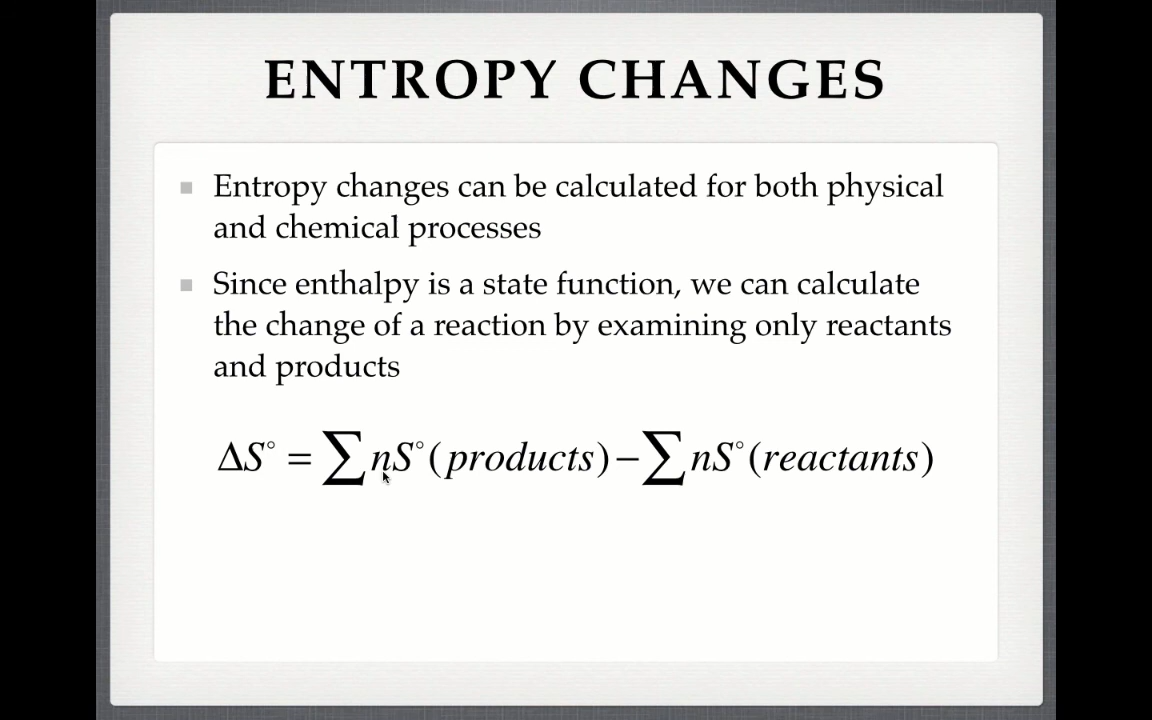 ENTROPY CHANGES
Entropy changes can be calculated for both physical
and chemical processes
Since enthalpy is a state function, we can calculate
the change of a reaction by examining only reactants
and products
ΔS° = ∑nS°(products) − ∑nS°(reactants)